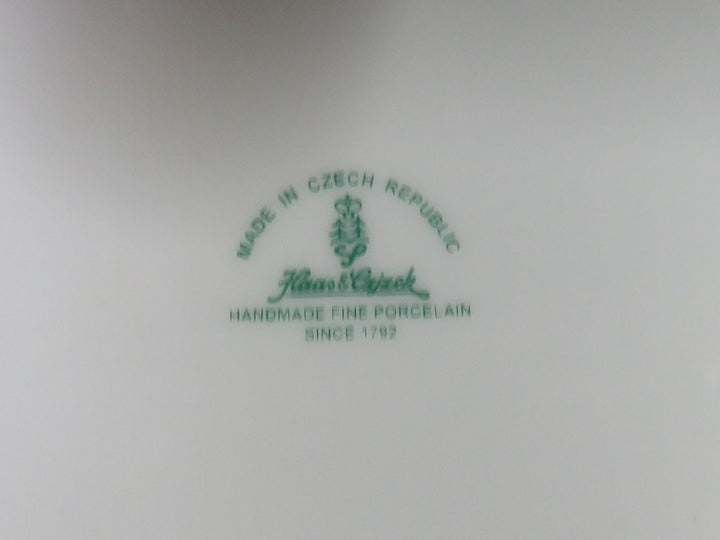 MADE IN CZECH REPUBLIC
S
Haas & Czjzek
HANDMADE FINE PORCELAIN
SINCE 1792